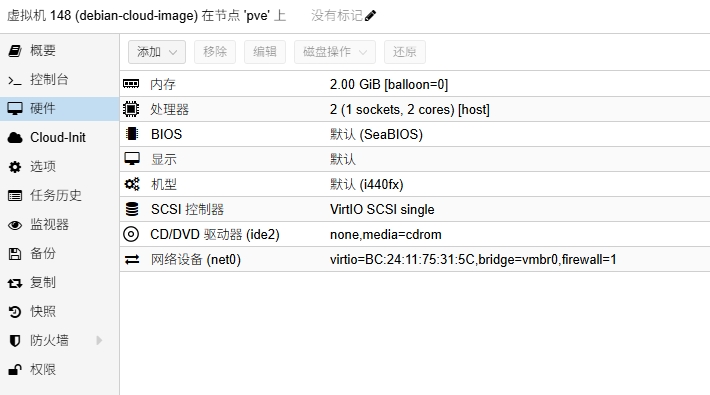 虚拟机 148 (debian-cloud-image) 在节点 'pve' 上 没有标记
概要
控制台
硬件
Cloud-Init
选项
任务历史
监视器
备份
复制
快照
防火墙
权限
添加 移除 编辑 磁盘操作 还原
内存 2.00 GiB [balloon=0]
处理器 2 (1 sockets, 2 cores) [host]
BIOS 默认 (SeaBIOS)
显示 默认
机型 默认 (i440fx)
SCSI 控制器 VirtIO SCSI single
CD/DVD 驱动器 (ide2) none,media=cdrom
网络设备 (net0) virtio=BC:24:11:75:31:5C,bridge=vmbr0,firewall=1